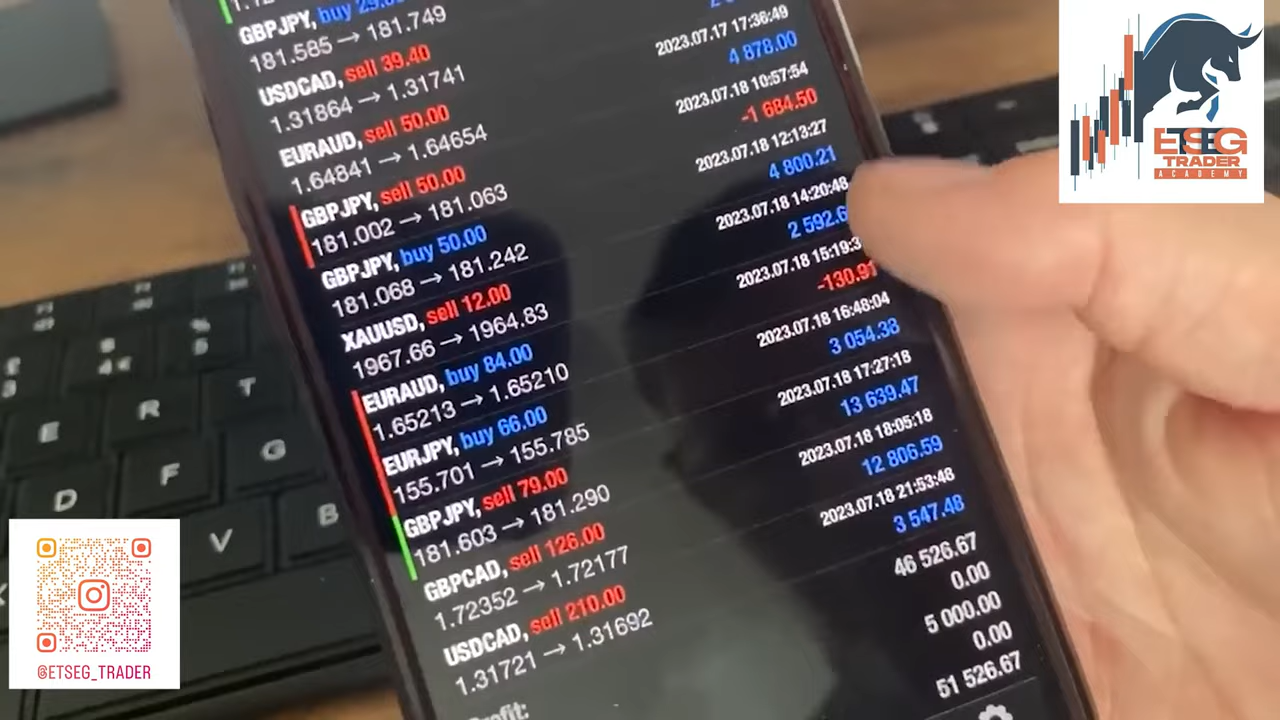 GBPJPY, buy
181.585 → 181.749
USDCAD, sell 39.40
1.31864 → 1.31741
EURAUD, sell 50.00 2023.07.17 17:36:49
1.64841 → 1.64654 4 878.00
GBPJPY, sell 50.00 2023.07.18 10:57:54
181.002 → 181.063 -1 684.50
GBPJPY, buy 50.00 2023.07.18 12:13:27
181.068 → 181.242 4 800.21
XAUUSD, sell 12.00 2023.07.18 14:20:48
1967.66 → 1964.83 2 592.6
EURAUD, buy 84.00 2023.07.18 15:19:3
1.65213 → 1.65210 -130.91
EURJPY, buy 66.00 2023.07.18 16:48:04
155.701 → 155.785 3 054.38
GBPJPY, sell 79.00 2023.07.18 17:27:18
181.603 → 181.290 13 639.47
GBPCAD, sell 126.00 2023.07.18 18:05:18
1.72352 → 1.72177 12 806.59
USDCAD, sell 210.00 2023.07.18 21:53:48
1.31721 → 1.31692 3 547.48
Profit: 46 526.67
0.00
5 000.00
0.00
51 526.67
ETSEG
TRADER
ACADEMY
E
R
T
D
F
G
V
B
@ETSEG_TRADER